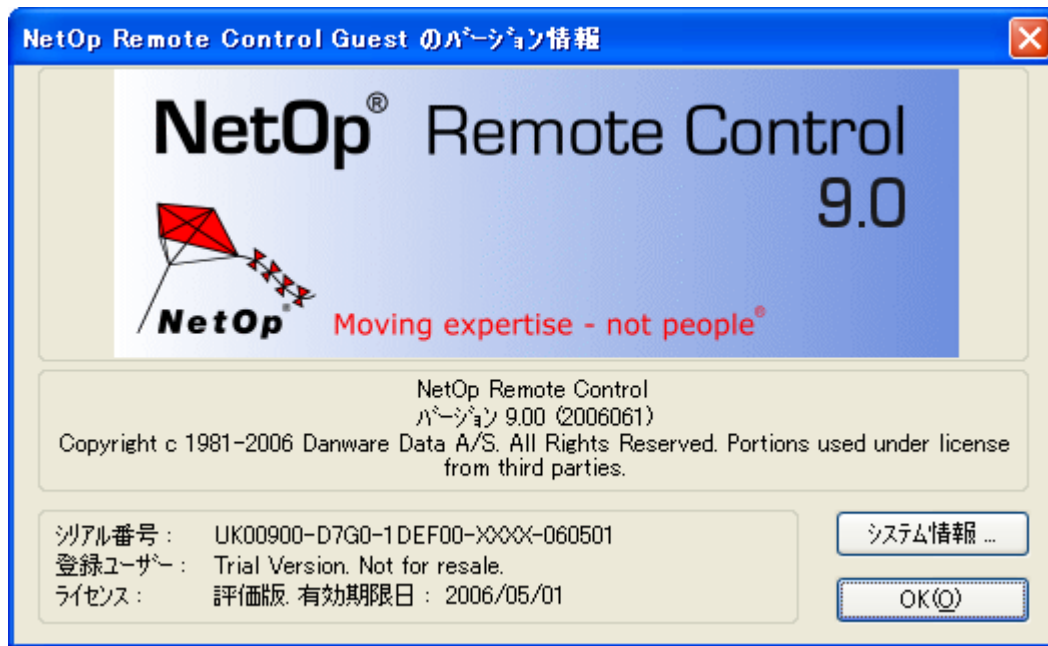 NetOp Remote Control Guest のﾊﾞｰｼﾞｮﾝ情報
NetOp® Remote Control
9.0
NetOp®
Moving expertise - not people®
NetOp Remote Control
ﾊﾞｰｼﾞｮﾝ 9.00 (2006061)
Copyright c 1981-2006 Danware Data A/S. All Rights Reserved. Portions used under license
from third parties.
ｼﾘｱﾙ番号 : UK00900-D7G0-1DEF00-XXXX-060501
登録ﾕｰｻﾞｰ : Trial Version. Not for resale.
ﾗｲｾﾝｽ : 評価版. 有効期限日 : 2006/05/01
ｼｽﾃﾑ情報 ...
OK(O)